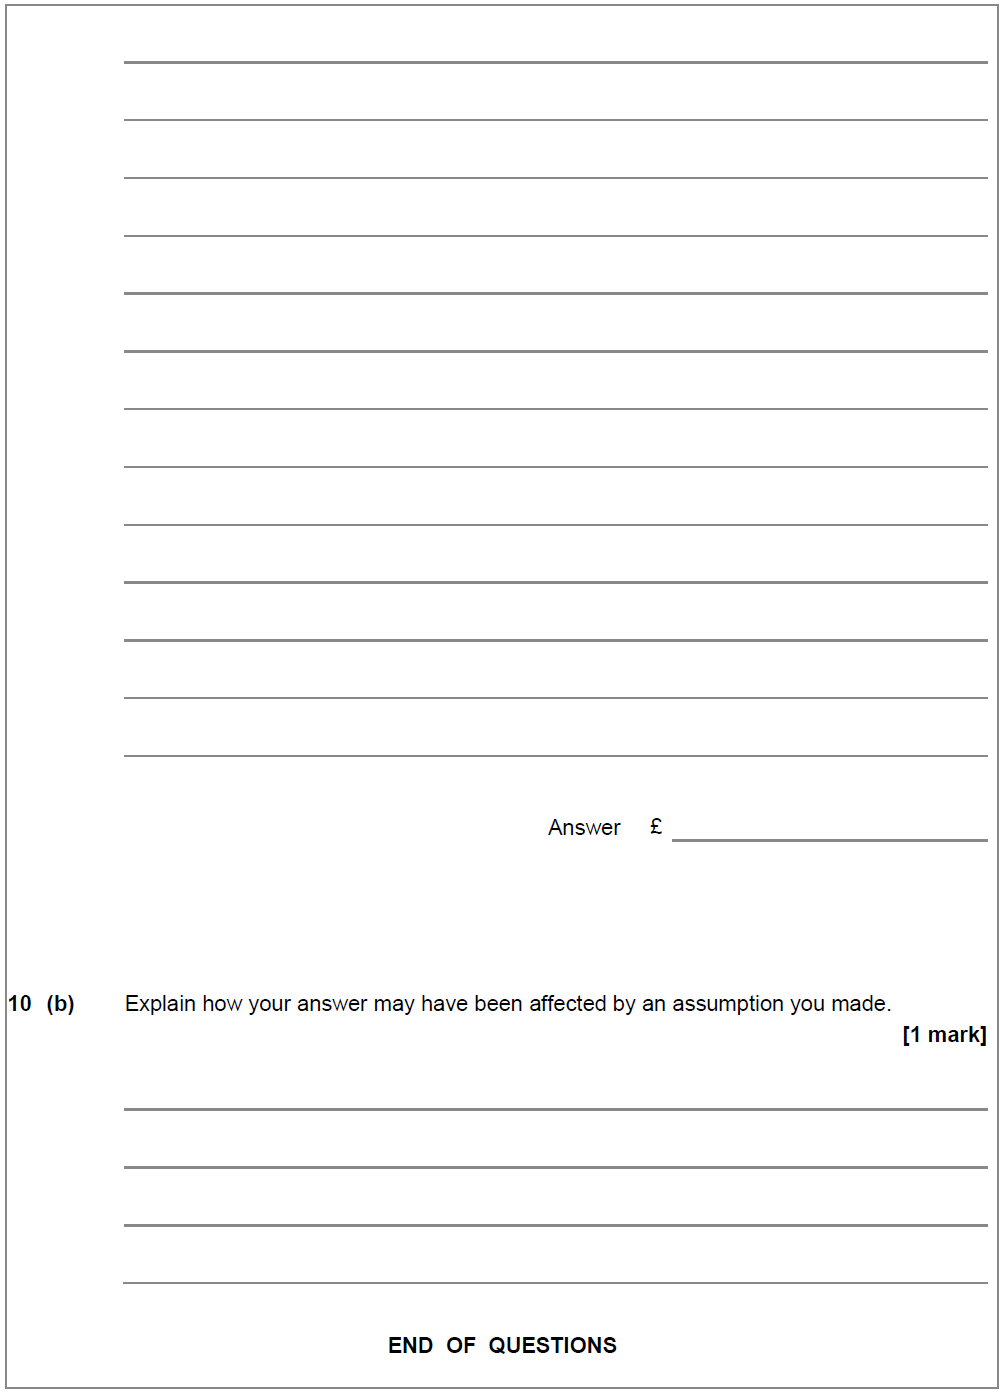 Answer £
10 (b) Explain how your answer may have been affected by an assumption you made.
[1 mark]
END OF QUESTIONS